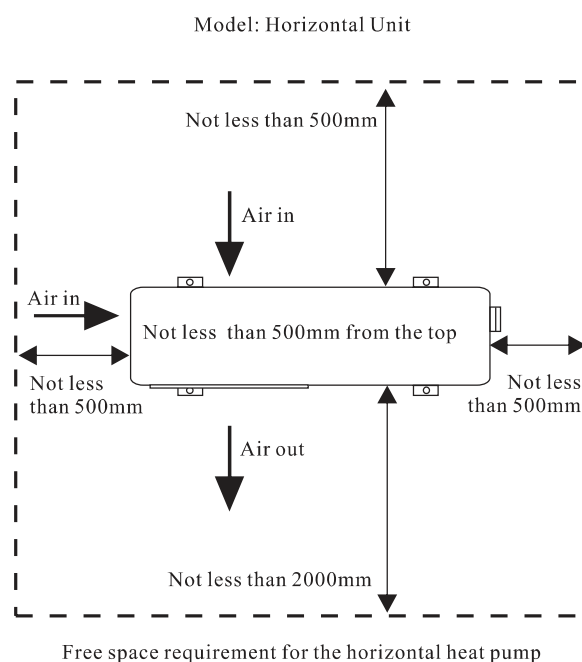 Model: Horizontal Unit
Not less than 500mm
Air in
Air in
Not less than 500mm from the top
Not less
than 500mm
Not less
than 500mm
Air out
Not less than 2000mm
Free space requirement for the horizontal heat pump